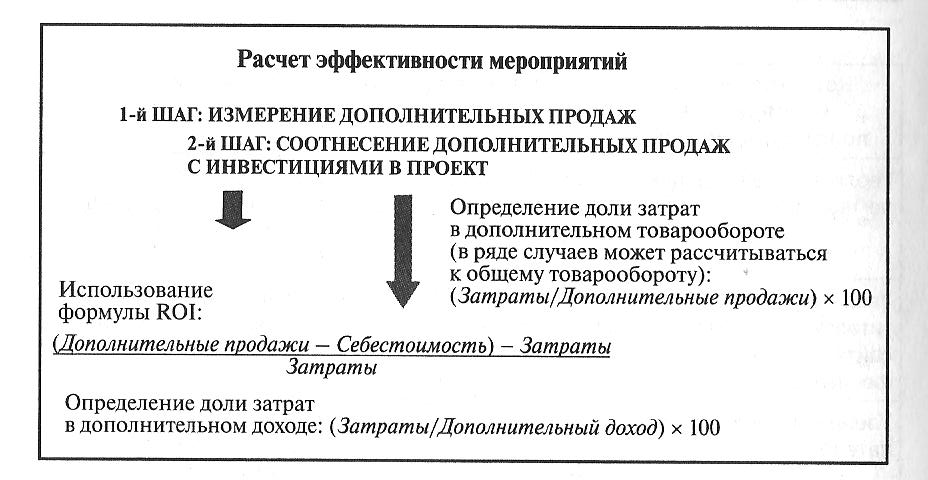 Расчет эффективности мероприятий
1-й ШАГ: ИЗМЕРЕНИЕ ДОПОЛНИТЕЛЬНЫХ ПРОДАЖ
2-й ШАГ: СООТНЕСЕНИЕ ДОПОЛНИТЕЛЬНЫХ ПРОДАЖ
С ИНВЕСТИЦИЯМИ В ПРОЕКТ
Определение доли затрат
в дополнительном товарообороте
(в ряде случаев может рассчитываться
к общему товарообороту):
(Затраты/Дополнительные продажи) × 100
Использование
формулы ROI:
(Дополнительные продажи – Себестоимость) – Затраты
Затраты
Определение доли затрат
в дополнительном доходе: (Затраты/Дополнительный доход) × 100